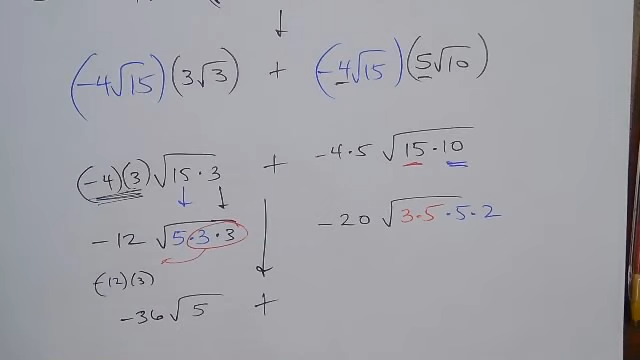 (-4√15)(3√3) + (-4√15)(5√10)
(-4)(3)√15·3 + -4·5 √15·10
-12 √5·3·3 -20 √3·5·5·2
(-12)(3)
-36√5 +